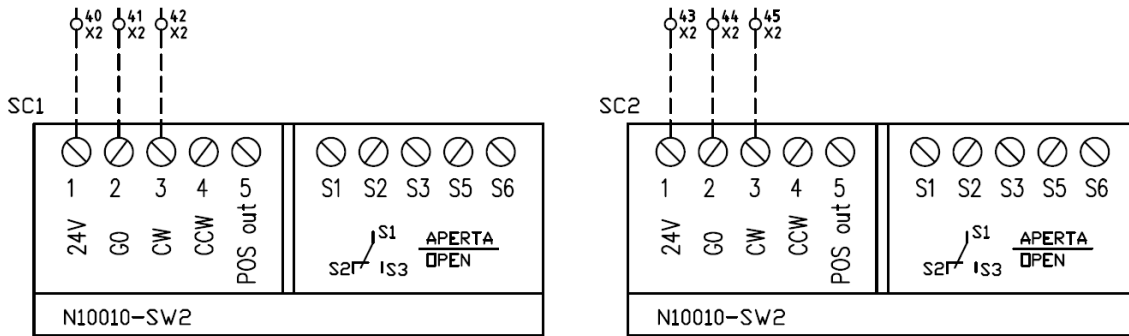 40 41 42 43 44 45
X2 X2 X2 X2 X2 X2
SC1 SC2
1 2 3 4 5 S1 S2 S3 S5 S6 1 2 3 4 5 S1 S2 S3 S5 S6
24V G0 CW CCW POS out 24V G0 CW CCW POS out
S1 APERTA S1 APERTA
S2 S3 OPEN S2 S3 OPEN
N10010-SW2 N10010-SW2